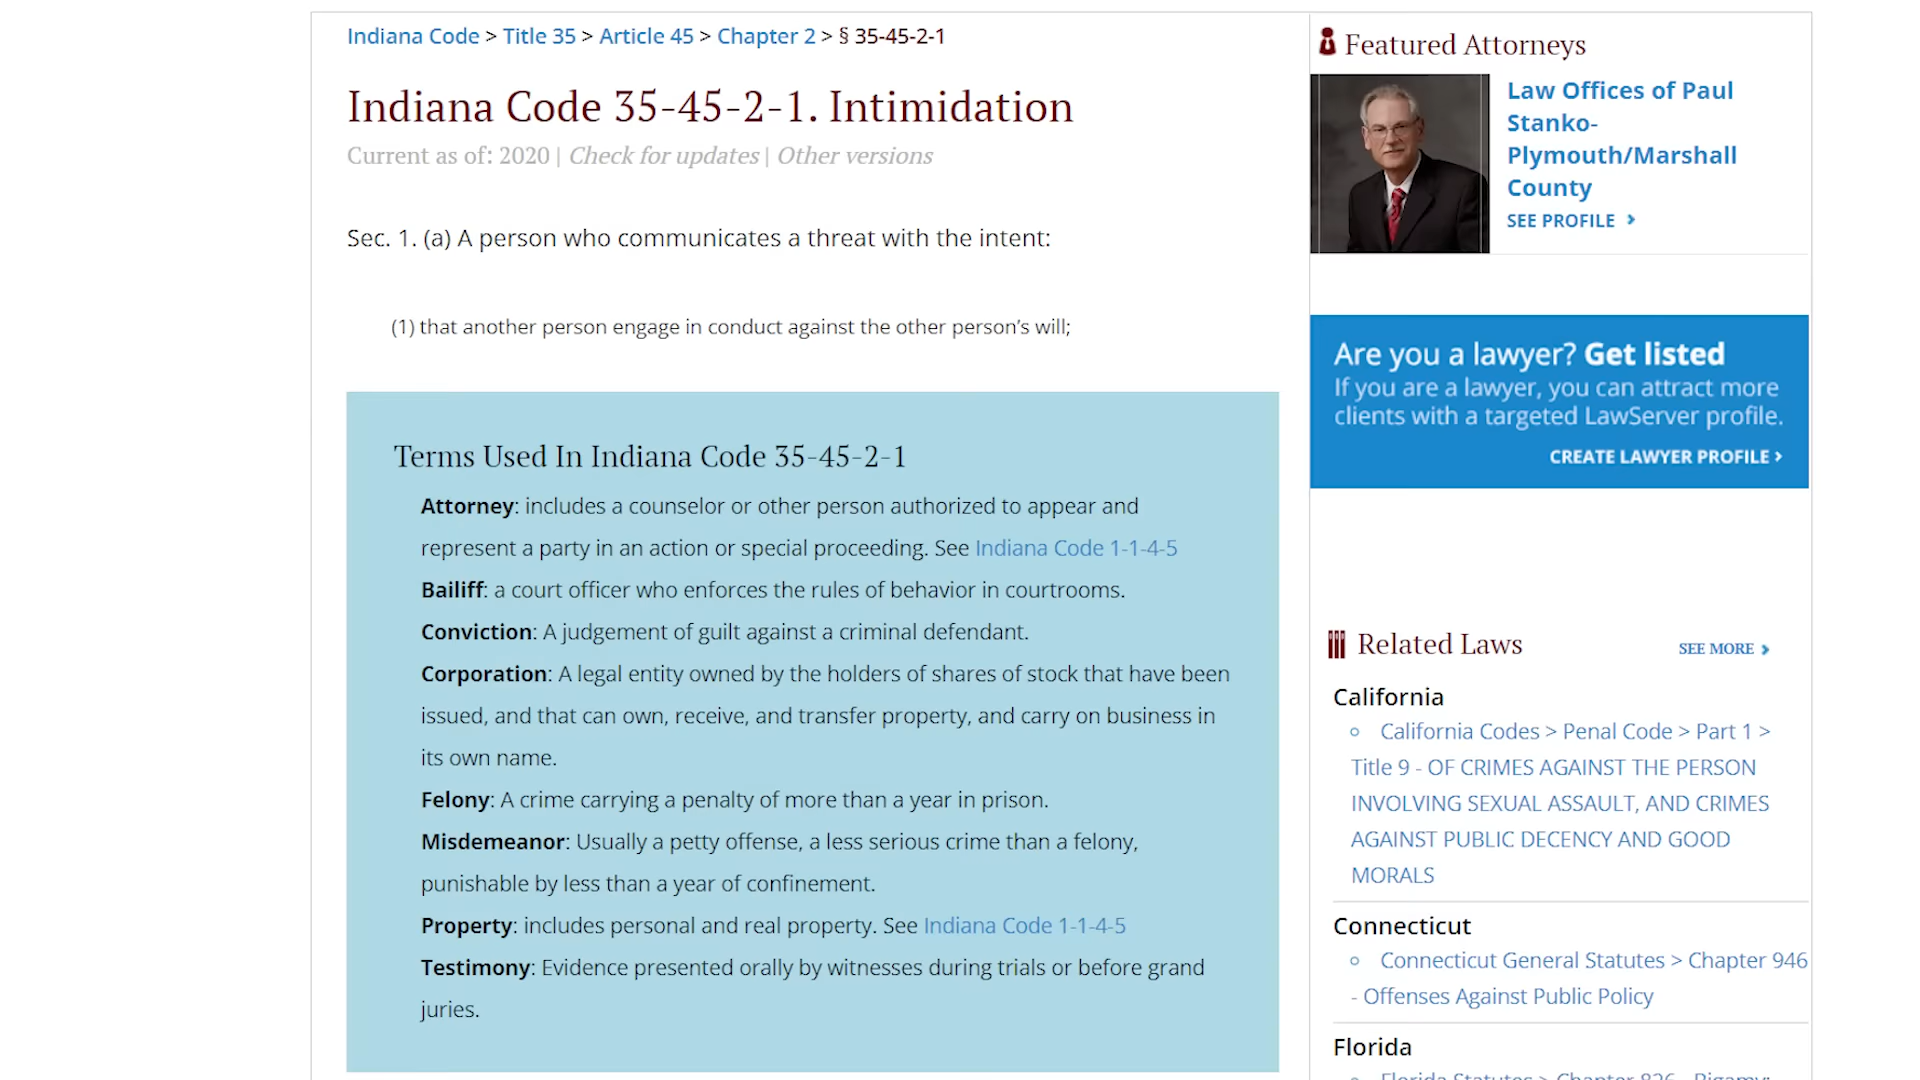 Indiana Code > Title 35 > Article 45 > Chapter 2 > § 35-45-2-1
Indiana Code 35-45-2-1. Intimidation
Current as of: 2020 | Check for updates | Other versions
Sec. 1. (a) A person who communicates a threat with the intent:
(1) that another person engage in conduct against the other person’s will;
Terms Used In Indiana Code 35-45-2-1
Attorney: includes a counselor or other person authorized to appear and
represent a party in an action or special proceeding. See Indiana Code 1-1-4-5
Bailiff: a court officer who enforces the rules of behavior in courtrooms.
Conviction: A judgement of guilt against a criminal defendant.
Corporation: A legal entity owned by the holders of shares of stock that have been
issued, and that can own, receive, and transfer property, and carry on business in
its own name.
Felony: A crime carrying a penalty of more than a year in prison.
Misdemeanor: Usually a petty offense, a less serious crime than a felony,
punishable by less than a year of confinement.
Property: includes personal and real property. See Indiana Code 1-1-4-5
Testimony: Evidence presented orally by witnesses during trials or before grand
juries.
Featured Attorneys
Law Offices of Paul
Stanko-
Plymouth/Marshall
County
SEE PROFILE
Are you a lawyer? Get listed
If you are a lawyer, you can attract more
clients with a targeted LawServer profile.
CREATE LAWYER PROFILE >
Related Laws
SEE MORE
California
California Codes > Penal Code > Part 1 >
Title 9 - OF CRIMES AGAINST THE PERSON
INVOLVING SEXUAL ASSAULT, AND CRIMES
AGAINST PUBLIC DECENCY AND GOOD
MORALS
Connecticut
Connecticut General Statutes > Chapter 946
- Offenses Against Public Policy
Florida
Florida Statutes > Chapter 826 - Bigamy;